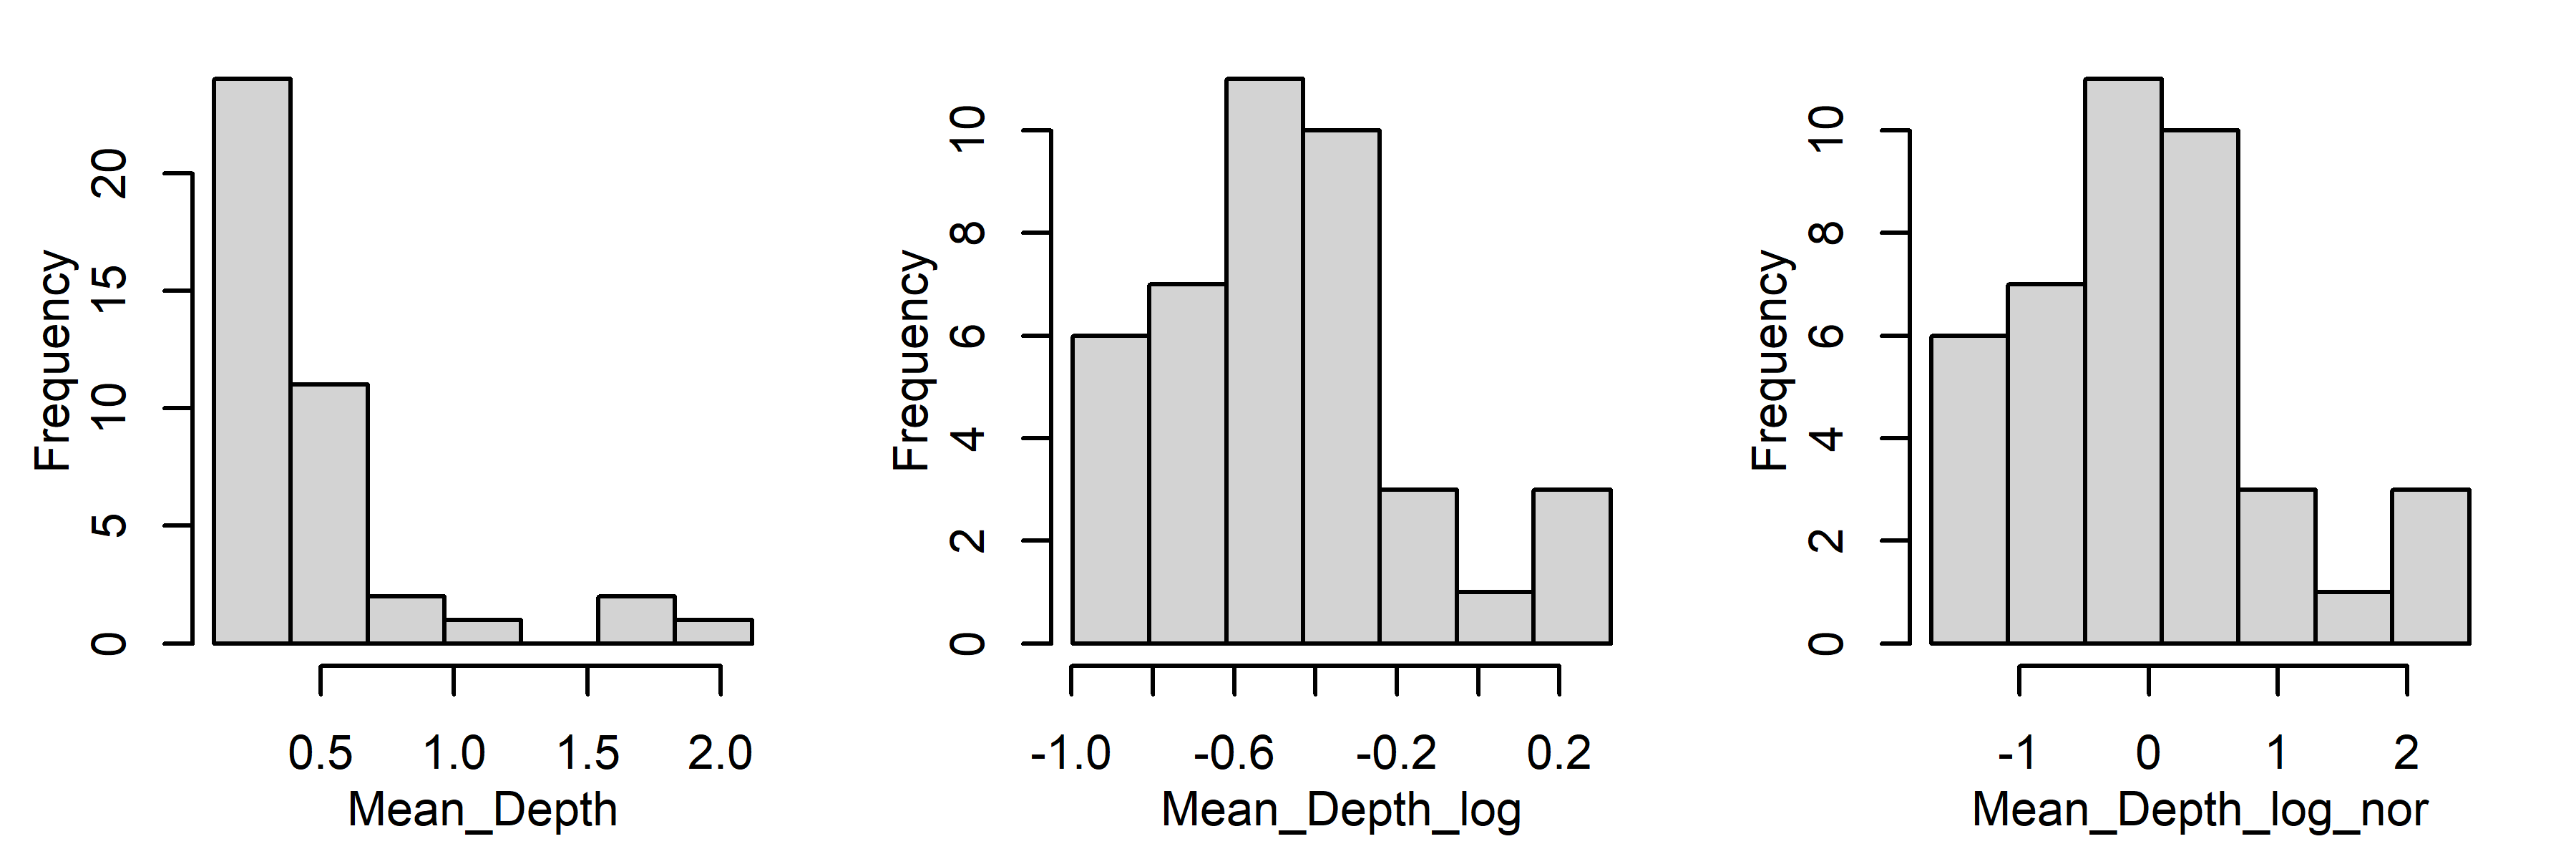 Frequency
0 5 10 15 20
0.5 1.0 1.5 2.0
Mean_Depth
Frequency
0 2 4 6 8 10
-1.0 -0.6 -0.2 0.2
Mean_Depth_log
Frequency
0 2 4 6 8 10
-1 0 1 2
Mean_Depth_log_nor